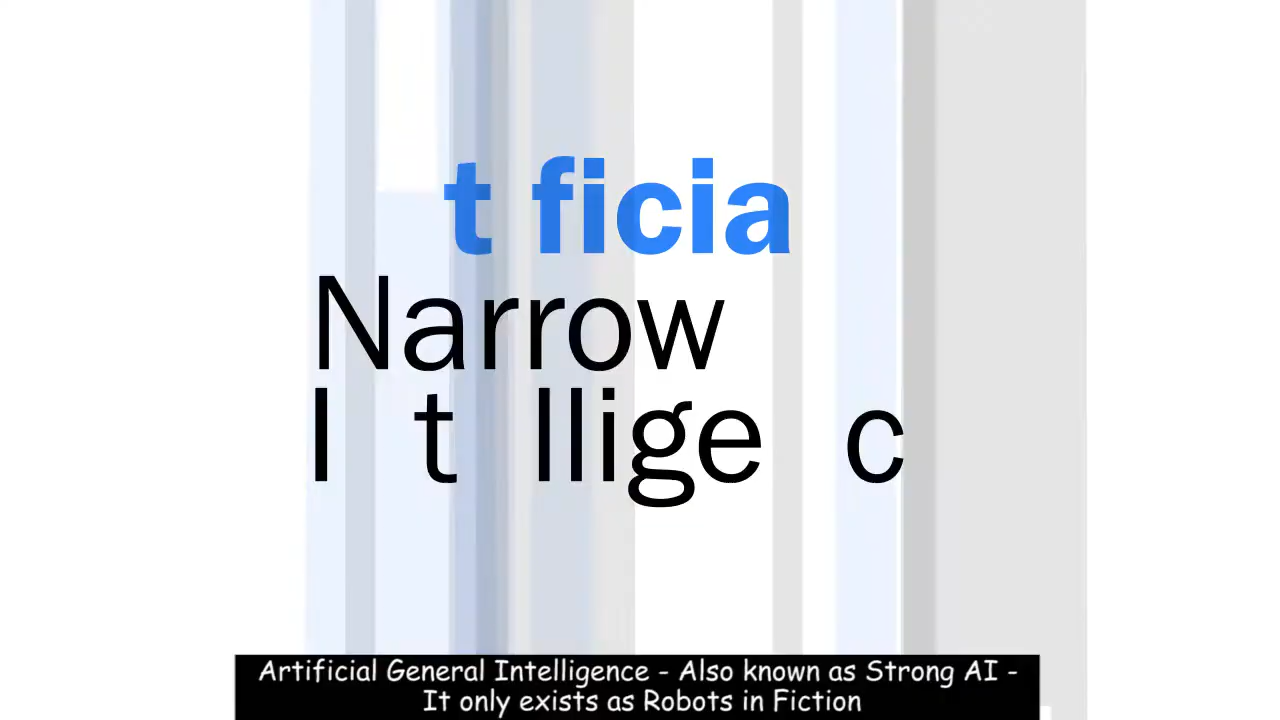 t ficia
Narrow
I t llige c
Artificial General Intelligence - Also known as Strong AI -
It only exists as Robots in Fiction